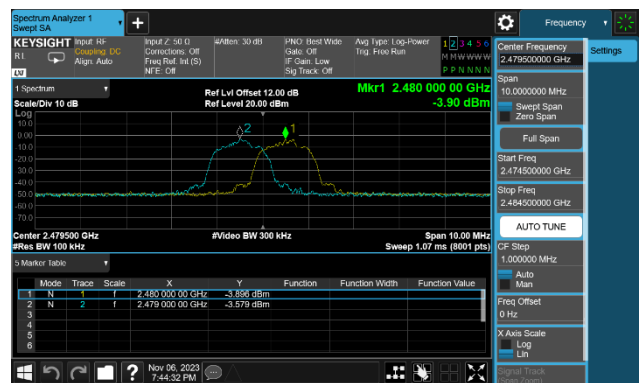 Spectrum Analyzer 1
Swept SA
Frequency
KEYSIGHT Input: RF
Coupling: DC
Align: Auto
Input Z: 50 Ω
Corrections: Off
Freq Ref: Int (S)
NFE: Off
#Atten: 30 dB
PNO: Best Wide
Gate: Off
IF Gain: Low
Sig Track: Off
Avg Type: Log-Power
Trig: Free Run
1 2 3 4 5 6
M M W W W W
P P N N N N
RL
LXI
1 Spectrum
Scale/Div 10 dB
Ref Lvl Offset 12.00 dB
Ref Level 20.00 dBm
Mkr1 2.480 000 00 GHz
-3.90 dBm
Log
10.0
0.00
-10.0
-20.0
-30.0
-40.0
-50.0
-60.0
-70.0
2
1
Center 2.479500 GHz
#Res BW 100 kHz
#Video BW 300 kHz
Span 10.00 MHz
Sweep 1.07 ms (8001 pts)
5 Marker Table
Mode Trace Scale X Y Function Function Width Function Value
1 N 1 f 2.480 000 00 GHz -3.896 dBm
2 N 2 f 2.479 000 00 GHz -3.579 dBm
3
4
5
6
?
Nov 06, 2023
7:44:32 PM
Center Frequency
2.479500000 GHz
Settings
Span
10.0000000 MHz
Swept Span
Zero Span
Full Span
Start Freq
2.474500000 GHz
Stop Freq
2.484500000 GHz
AUTO TUNE
CF Step
1.000000 MHz
Auto
Man
Freq Offset
0 Hz
X Axis Scale
Log
Lin
Signal Track
(Span Zoom)